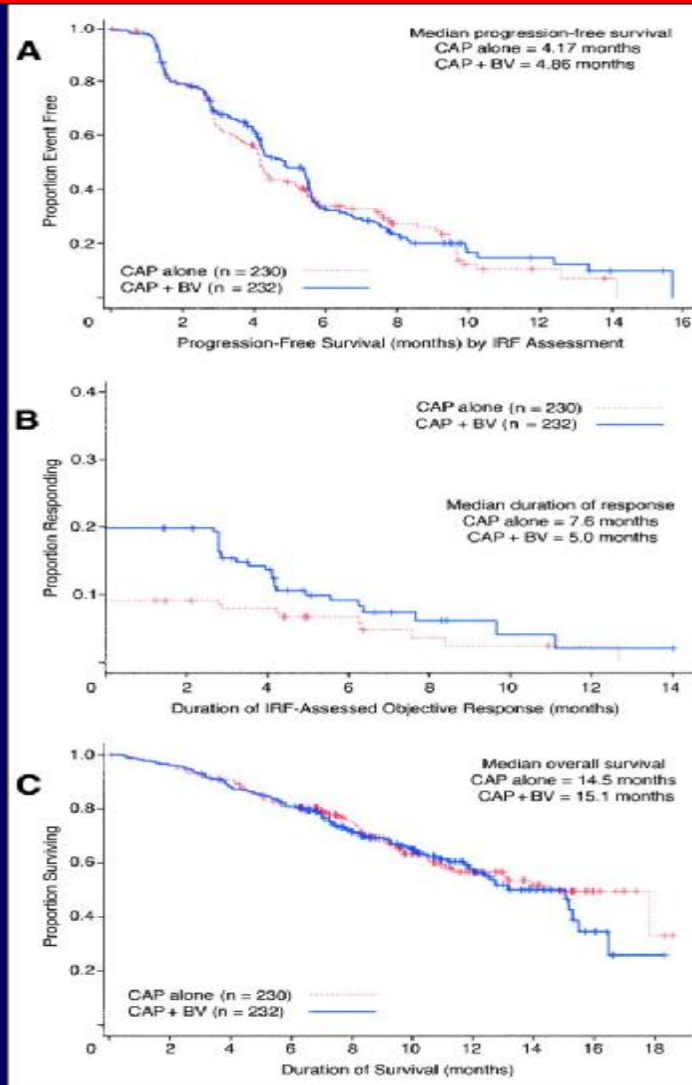 A
Median progression-free survival
CAP alone = 4.17 months
CAP + BV = 4.86 months
Proportion Event Free
1.0
0.8
0.6
0.4
0.2
CAP alone (n = 230)
CAP + BV (n = 232)
0 2 4 6 8 10 12 14 16
Progression-Free Survival (months) by IRF Assessment
B
CAP alone (n = 230)
CAP + BV (n = 232)
Proportion Responding
0.4
0.3
0.2
0.1
Median duration of response
CAP alone = 7.6 months
CAP + BV = 5.0 months
0 2 4 6 8 10 12 14
Duration of IRF-Assessed Objective Response (months)
C
Median overall survival
CAP alone = 14.5 months
CAP + BV = 15.1 months
Proportion Surviving
1.0
0.8
0.6
0.4
0.2
CAP alone (n = 230)
CAP + BV (n = 232)
0 2 4 6 8 10 12 14 16 18
Duration of Survival (months)